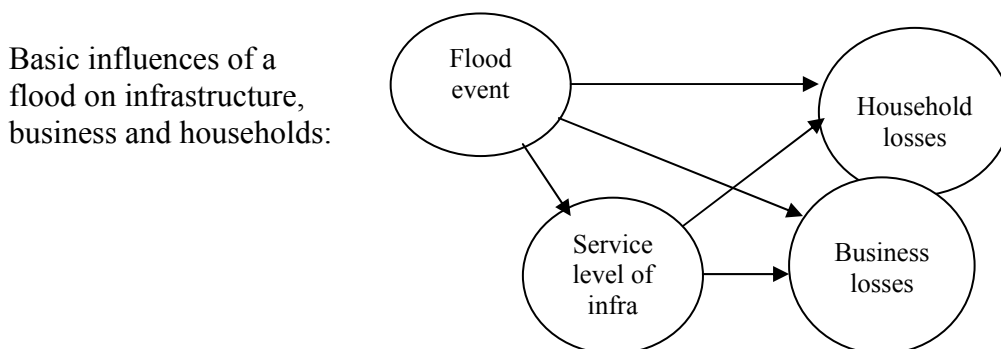 Basic influences of a
flood on infrastructure,
business and households:
Flood
event
Household
losses
Service
level of
infra
Business
losses